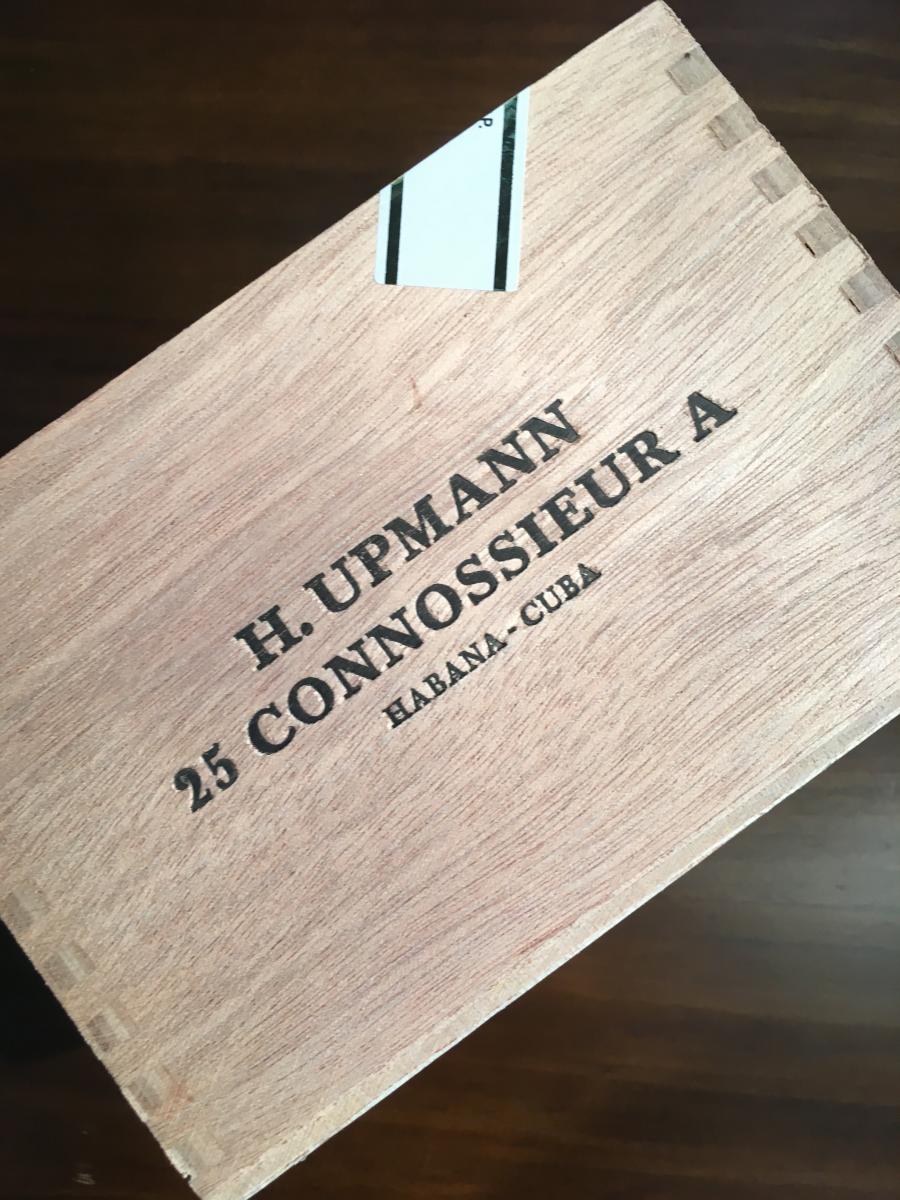 P.
H. UPMANN
25 CONNOSSIEUR A
HABANA - CUBA